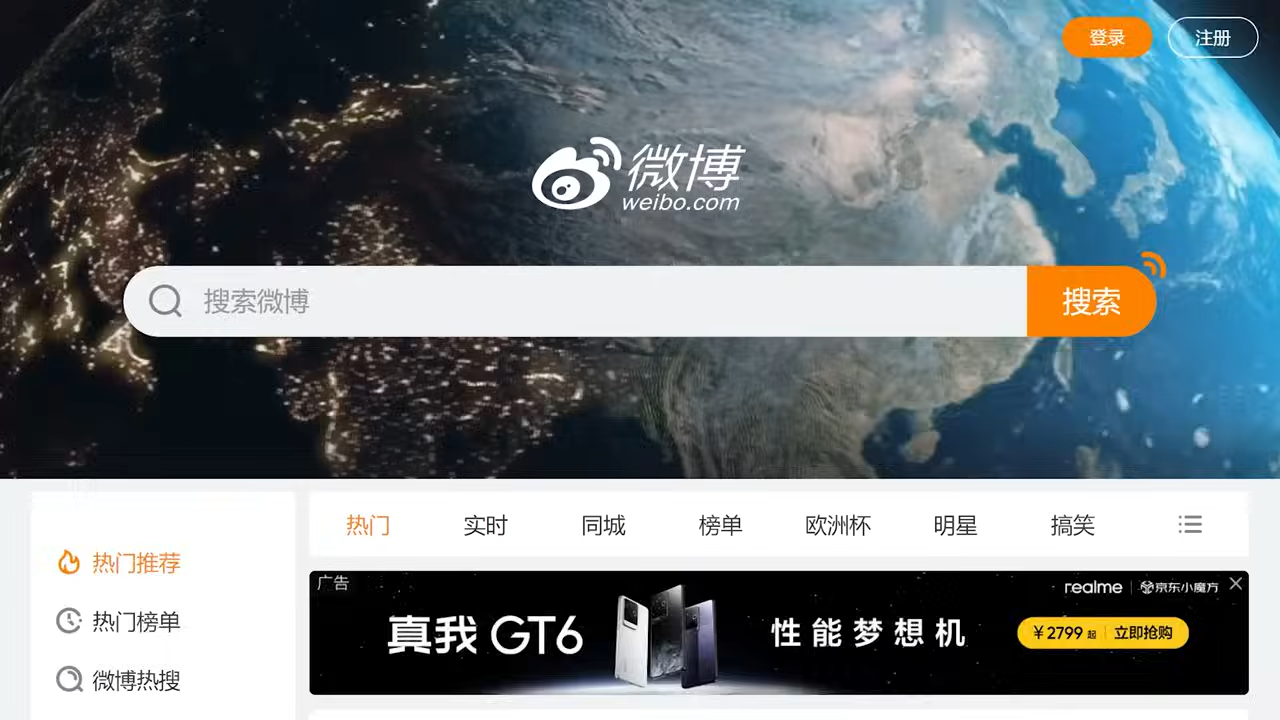 登录
注册
微博
weibo.com
搜索微博
搜索
热门
实时
同城
榜单
欧洲杯
明星
搞笑
热门推荐
热门榜单
微博热搜
广告
realme
京东小魔方
真我 GT6
性能梦想机
￥2799 起
立即抢购